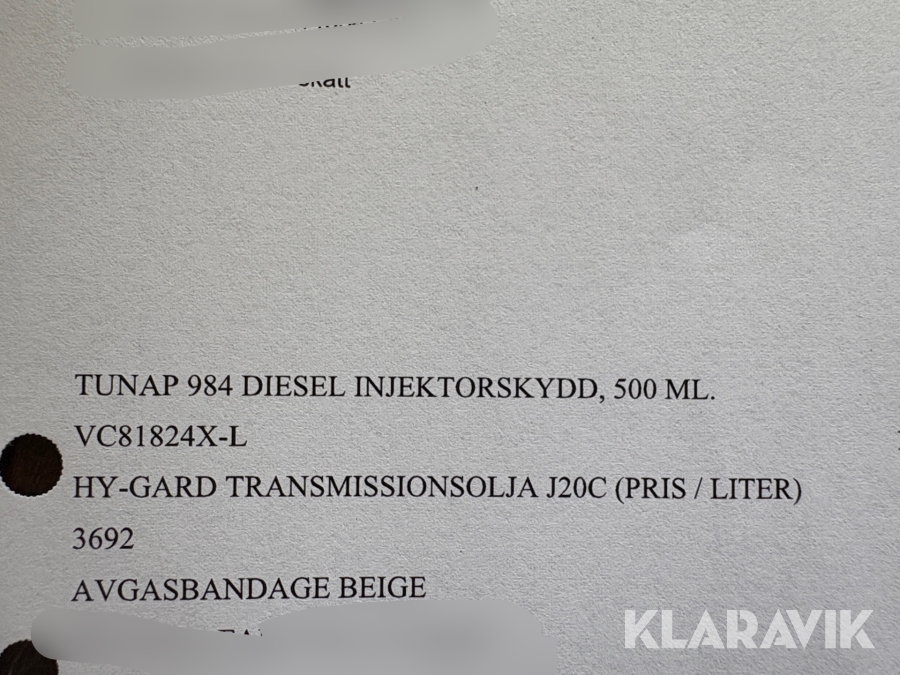 TUNAP 984 DIESEL INJEKTORSKYDD, 500 ML.
VC81824X-L
HY-GARD TRANSMISSIONSOLJA J20C (PRIS / LITER)
3692
AVGASBANDAGE BEIGE
KLARAVIK